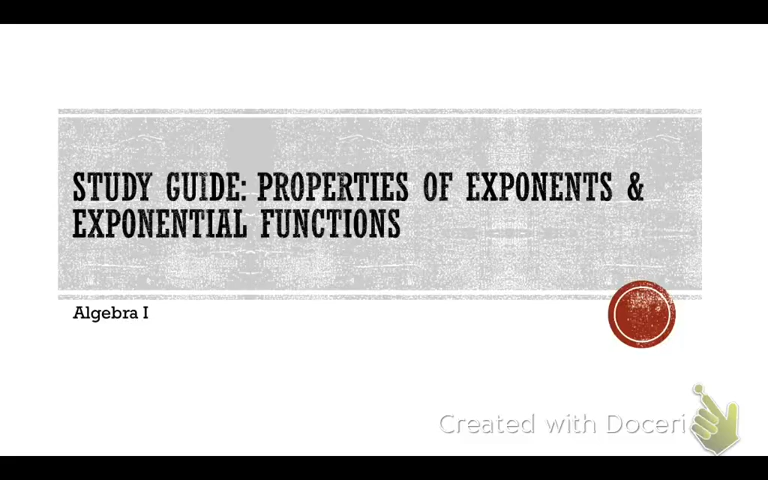 STUDY GUIDE: PROPERTIES OF EXPONENTS &
EXPONENTIAL FUNCTIONS
Algebra I
Created with Doceri